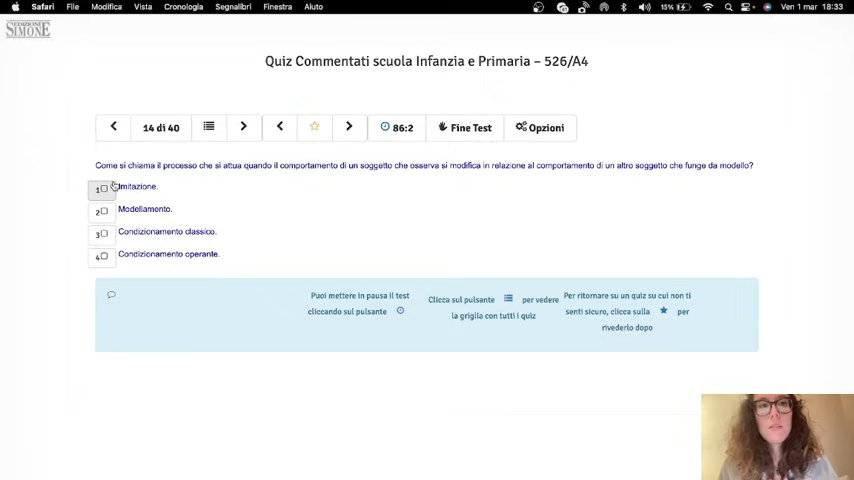 Safari File Modifica Vista Cronologia Segnalibri Finestra Aiuto 15% Ven 1 mar 18:33
EDIZIONI
SIMONE
Quiz Commentati scuola Infanzia e Primaria – 526/A4
14 di 40 86:2 Fine Test Opzioni
Come si chiama il processo che si attua quando il comportamento di un soggetto che osserva si modifica in relazione al comportamento di un altro soggetto che funge da modello?
1 Imitazione.
2 Modellamento.
3 Condizionamento classico.
4 Condizionamento operante.
Puoi mettere in pausa il test
cliccando sul pulsante
Clicca sul pulsante per vedere
la griglia con tutti i quiz
Per ritornare su un quiz su cui non ti
senti sicuro, clicca sulla per
rivederlo dopo